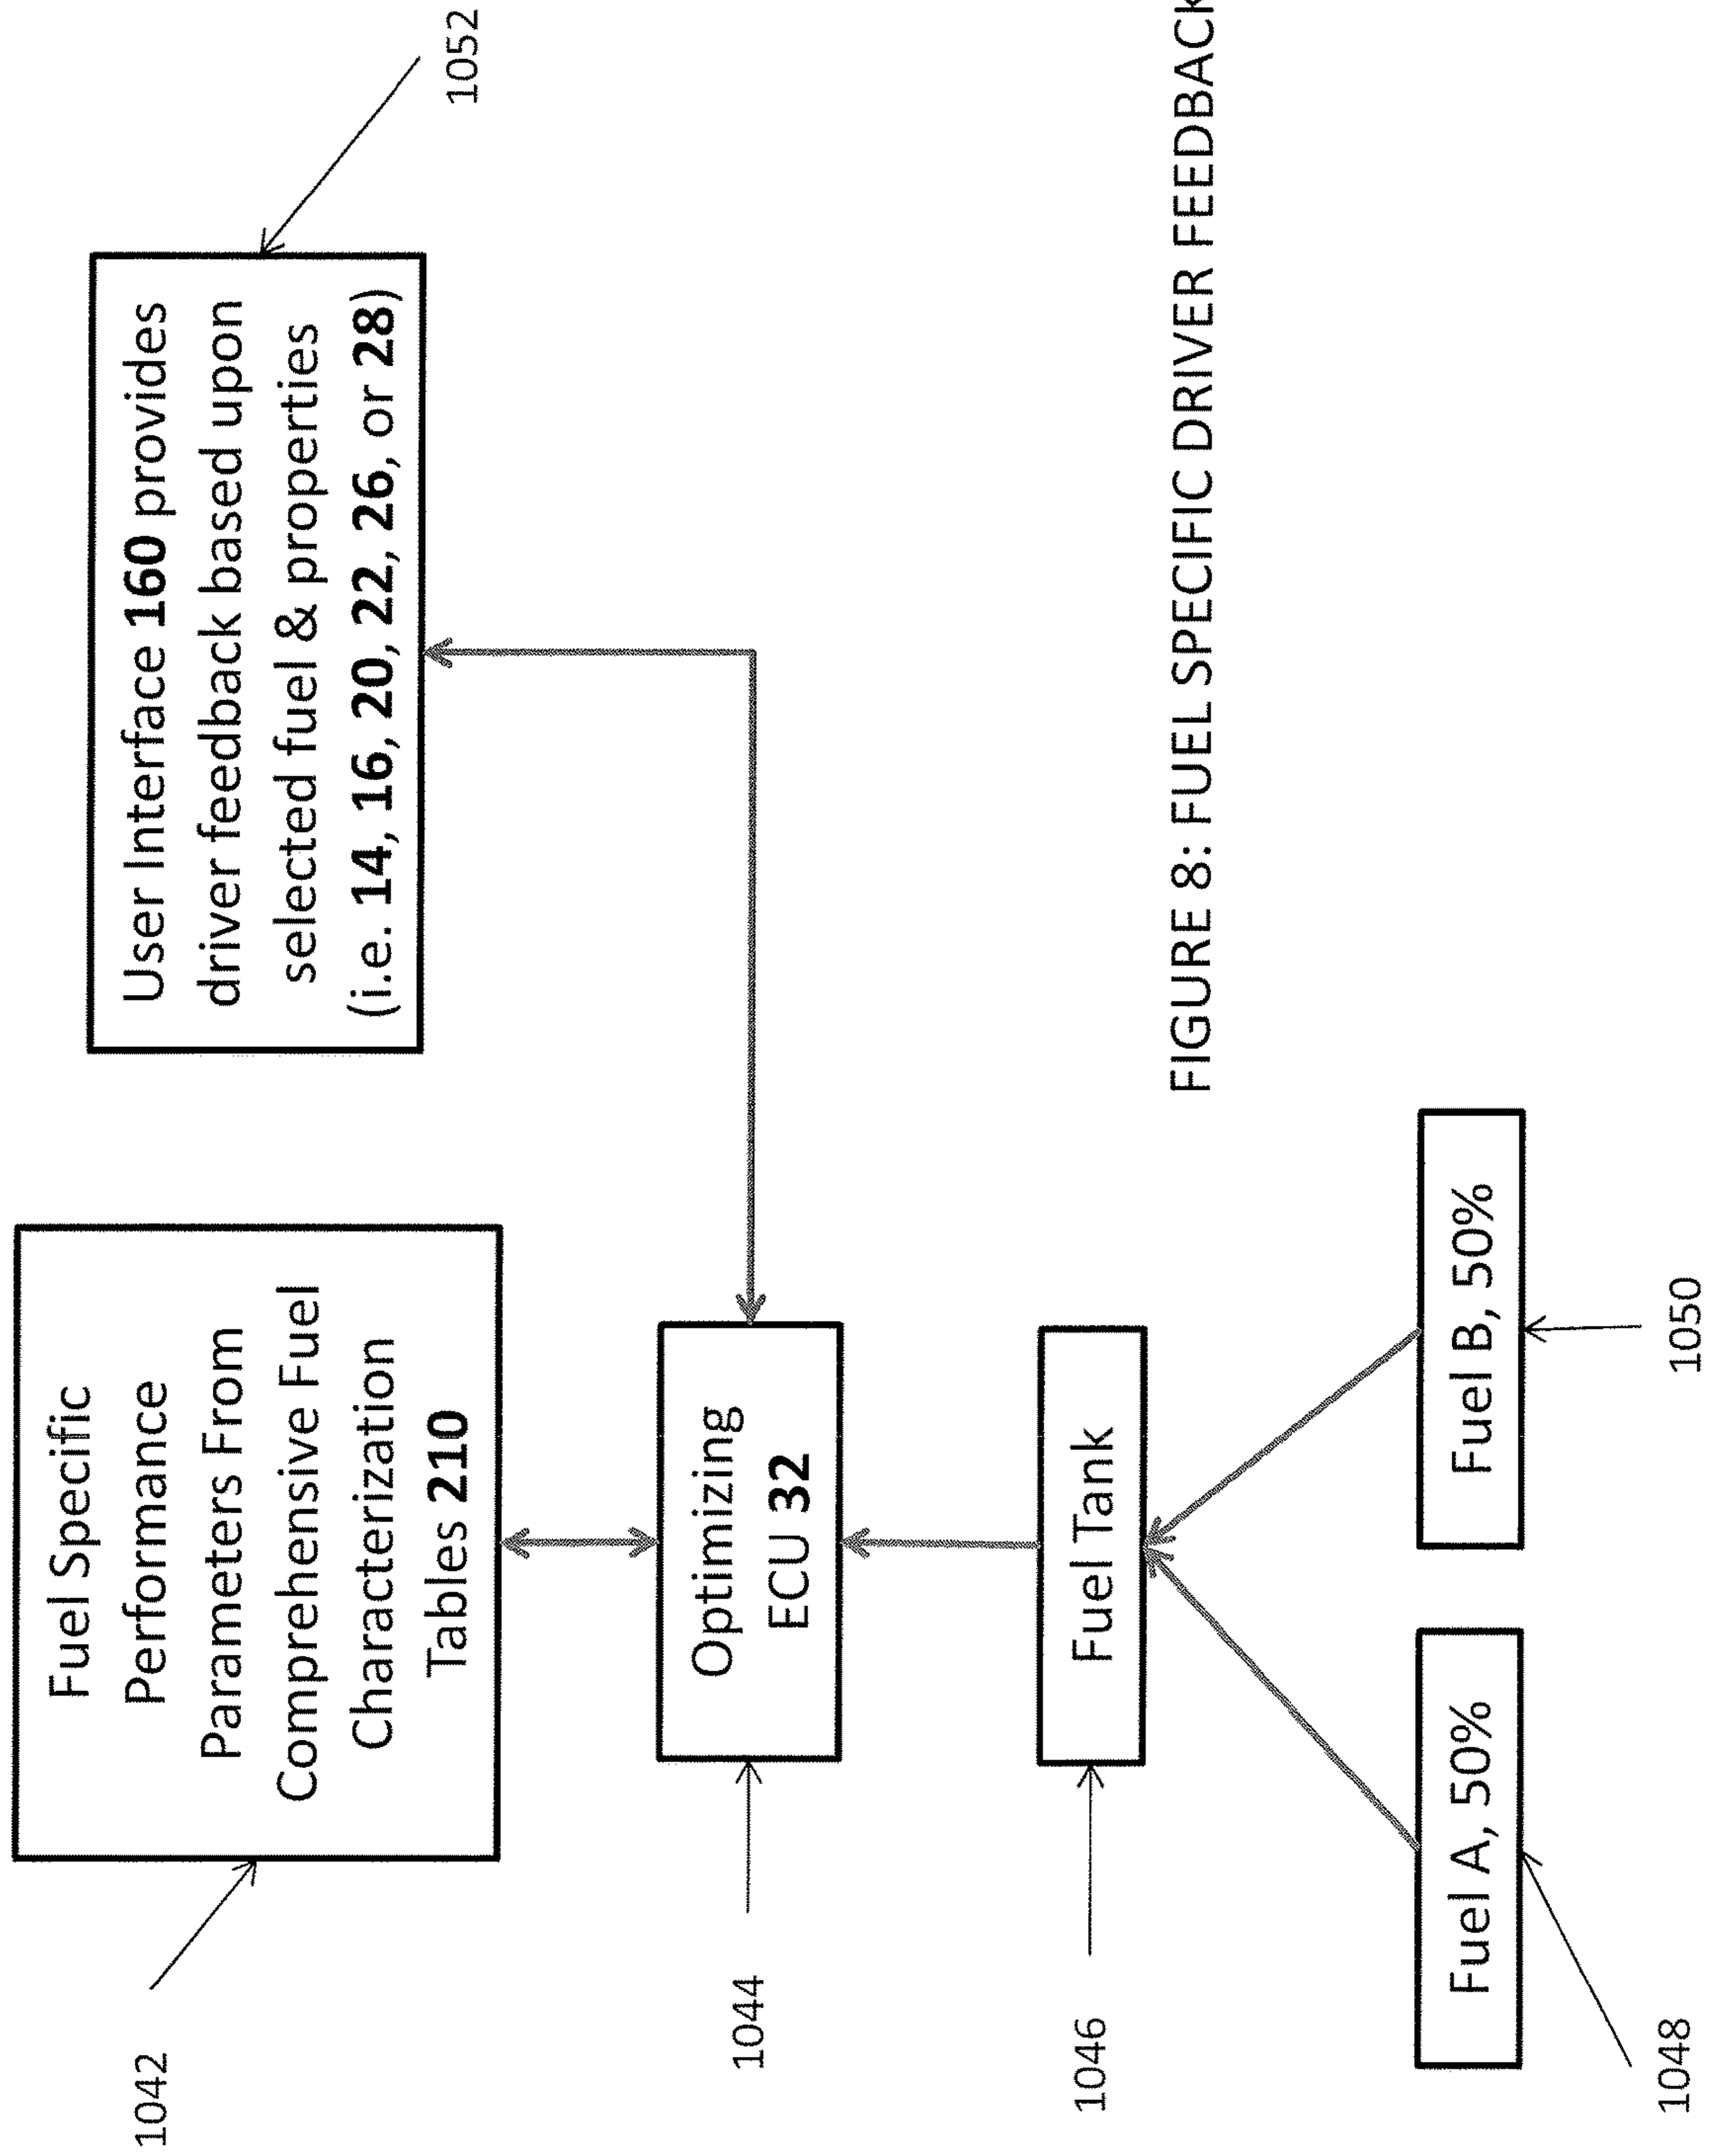 1042
Fuel Specific
Performance
Parameters From
Comprehensive Fuel
Characterization
Tables 210
User Interface 160 provides
driver feedback based upon
selected fuel & properties
(i.e. 14, 16, 20, 22, 26, or 28)
1052
1044
Optimizing
ECU 32
1046
Fuel Tank
FIGURE 8: FUEL SPECIFIC DRIVER FEEDBACK
1048
Fuel A, 50%
Fuel B, 50%
1050